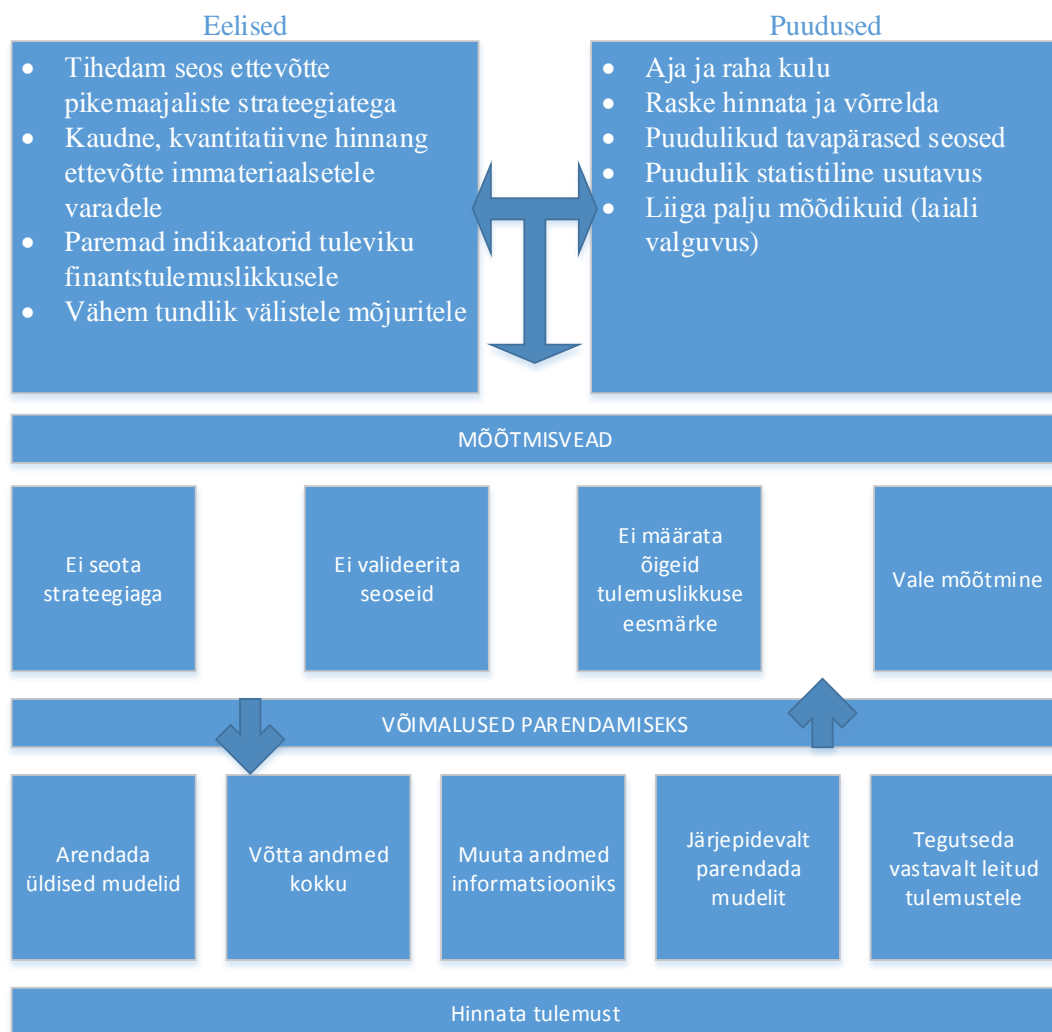 Eelised
• Tihedam seos ettevõtte
pikemaajaliste strateegiatega
• Kaudne, kvantitatiivne hinnang
ettevõtte immateriaalsetele
varadele
• Paremad indikaatorid tuleviku
finantstulemuslikkusele
• Vähem tundlik välistele mõjuritele
Puudused
• Aja ja raha kulu
• Raske hinnata ja võrrelda
• Puudulikud tavapärased seosed
• Puudulik statistiline usutavus
• Liiga palju mõõdikuid (laiali
valguvus)
MÕÕTMISVEAD
Ei seota
strateegiaga
Ei valideerita
seoseid
Ei määrata
õigeid
tulemuslikkuse
eesmärke
Vale mõõtmine
VÕIMALUSED PARENDAMISEKS
Arendada
üldised mudelid
Võtta andmed
kokku
Muuta andmed
informatsiooniks
Järjepidevalt
parendada
mudelit
Tegutseda
vastavalt leitud
tulemustele
Hinnata tulemust